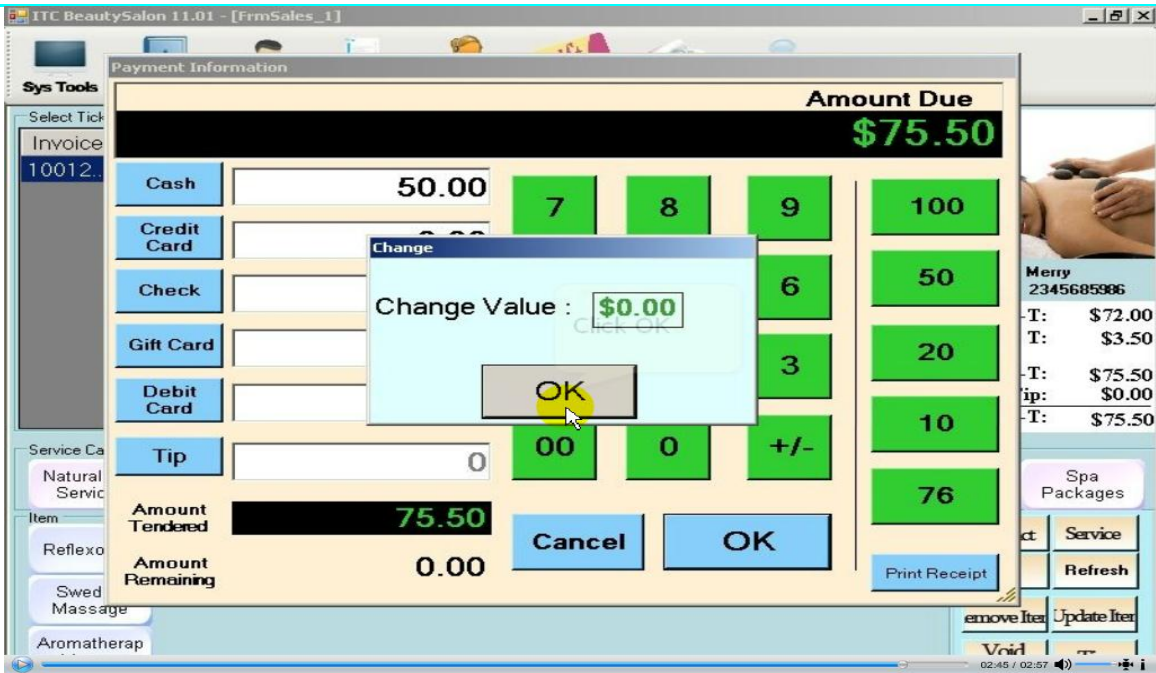 ITC BeautySalon 11.01 - [FrmSales_1]
Sys Tools
Payment Information
Amount Due
$75.50
Select Tick
Invoice
10012..
Cash
50.00
Credit
Card
Check
Gift Card
Debit
Card
Tip
0
Amount
Tendered
75.50
Amount
Remaining
0.00
7
8
9
6
3
00
0
+/-
Cancel
OK
100
50
20
10
76
Print Receipt
Change
Change Value : $0.00
Click OK
OK
Merry
2345685986
-T: $72.00
T: $3.50
-T: $75.50
ip: $0.00
-T: $75.50
Service Ca
Natural
Servic
Spa
Packages
Item
Reflexo
Swed
Massage
Aromatherap
ct
Service
Refresh
emove Iter
Update Iter
Void
02:45 / 02:57